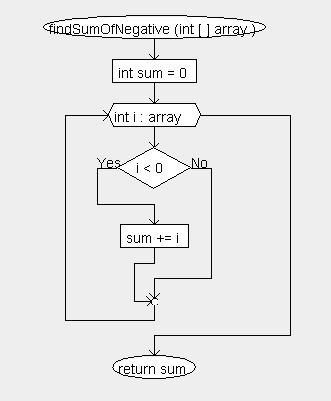 findSumOfNegative (int [ ] array )
int sum = 0
int i : array
Yes
i < 0
No
sum += i
return sum